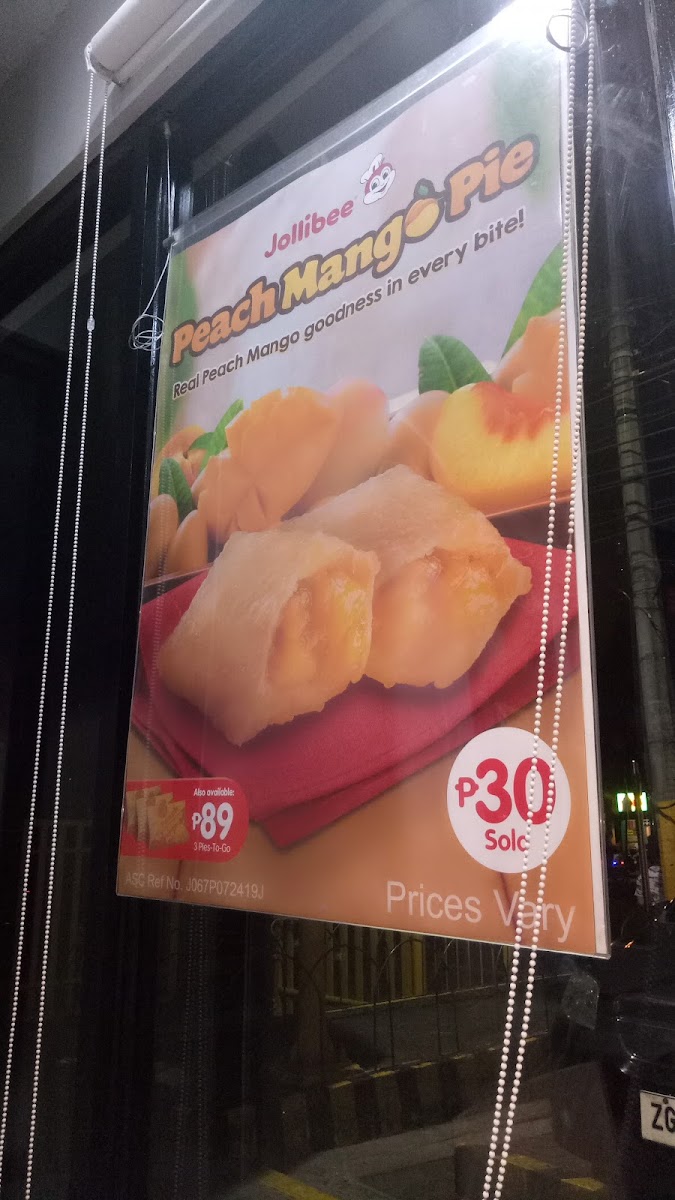 Jollibee
Peach Mango Pie
Real Peach Mango goodness in every bite!
₱30
Solo
Also available:
₱89
3 Pies-To-Go
ASC Ref No. J067P072419J
Prices Vary
ZG